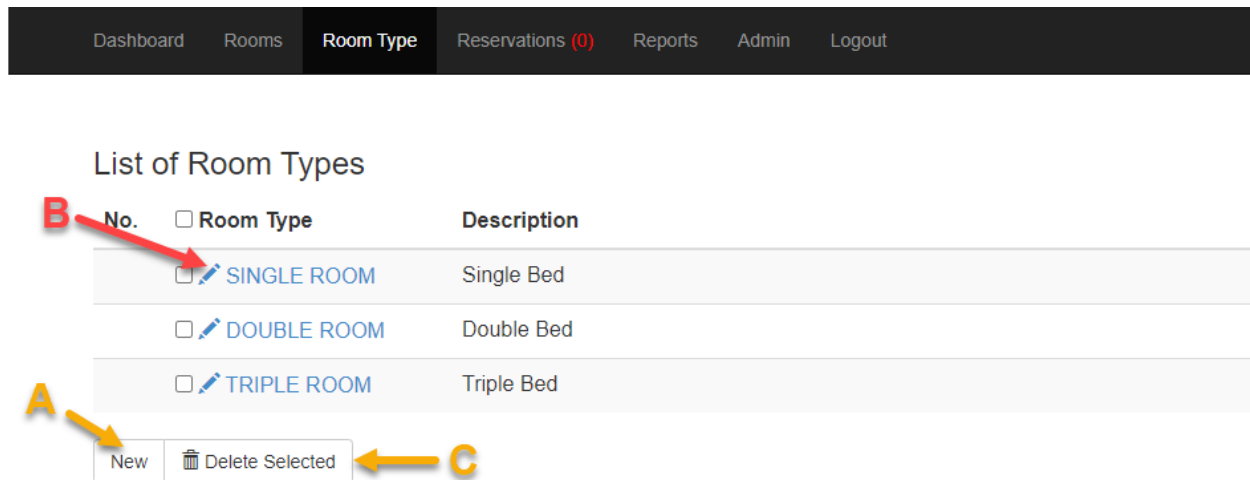 Dashboard Rooms Room Type Reservations (0) Reports Admin Logout
List of Room Types
B No. Room Type Description
SINGLE ROOM Single Bed
DOUBLE ROOM Double Bed
TRIPLE ROOM Triple Bed
A
New Delete Selected C